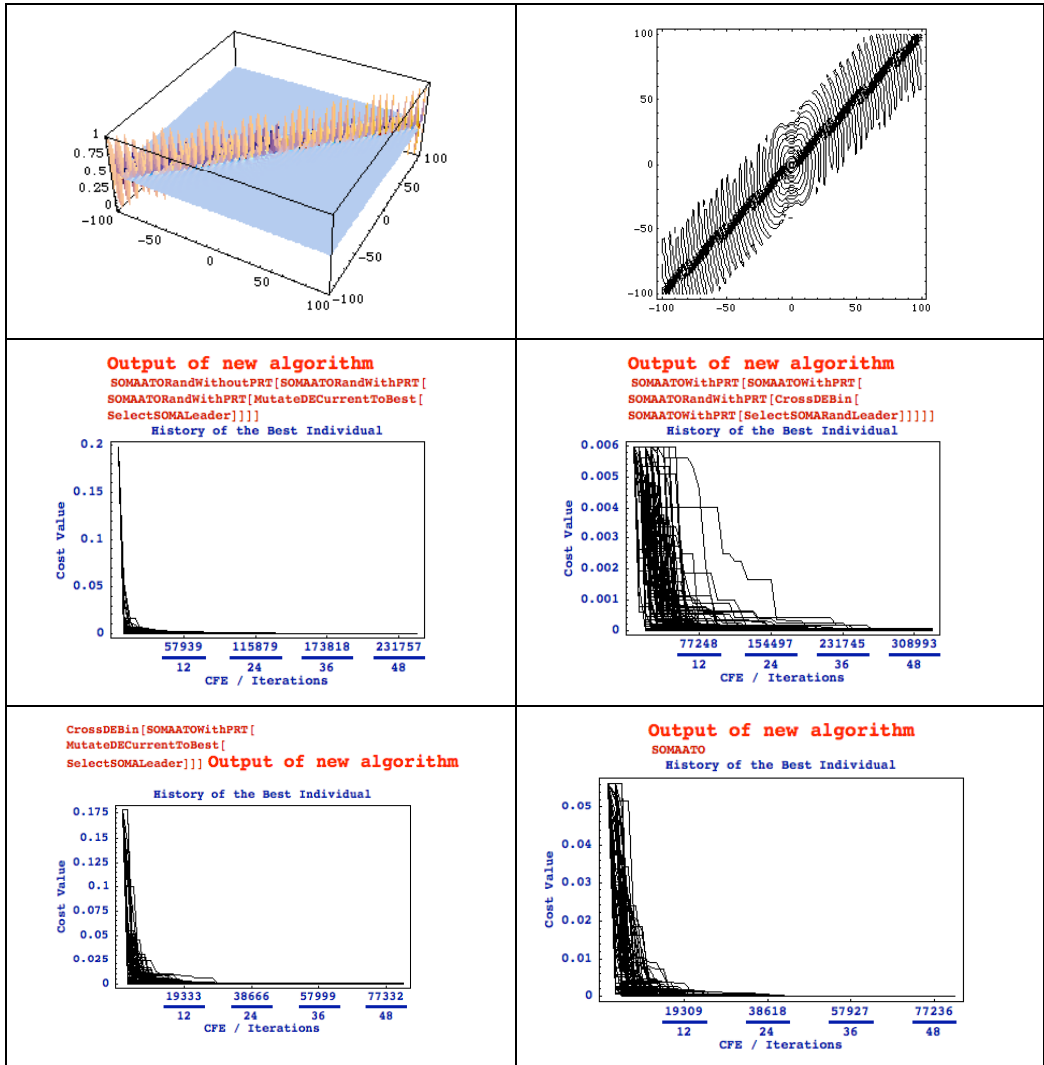 1
0.75
0.5
0.25
0
-100
-50
0
50
100
-100
-50
0
50
100
100
50
0
-50
-100
-100
-50
0
50
100
Output of new algorithm
SOMAATORandWithoutPRT[SOMAATORandWithPRT[
SOMAATORandWithPRT[MutateDECurrentToBest[
SelectSOMALeader]]]]
History of the Best Individual
0.2
0.15
0.1
0.05
0
Cost Value
57939 115879 173818 231757
12 24 36 48
CFE / Iterations
Output of new algorithm
SOMAATOWithPRT[SOMAATOWithPRT[
SOMAATORandWithPRT[CrossDEBin[
SOMAATOWithPRT[SelectSOMARandLeader]]]]]
History of the Best Individual
0.006
0.005
0.004
0.003
0.002
0.001
0
Cost Value
77248 154497 231745 308993
12 24 36 48
CFE / Iterations
CrossDEBin[SOMAATOWithPRT[
MutateDECurrentToBest[
SelectSOMALeader]]] Output of new algorithm
History of the Best Individual
0.175
0.15
0.125
0.1
0.075
0.05
0.025
0
Cost Value
19333 38666 57999 77332
12 24 36 48
CFE / Iterations
Output of new algorithm
SOMAATO
History of the Best Individual
0.05
0.04
0.03
0.02
0.01
0
Cost Value
19309 38618 57927 77236
12 24 36 48
CFE / Iterations